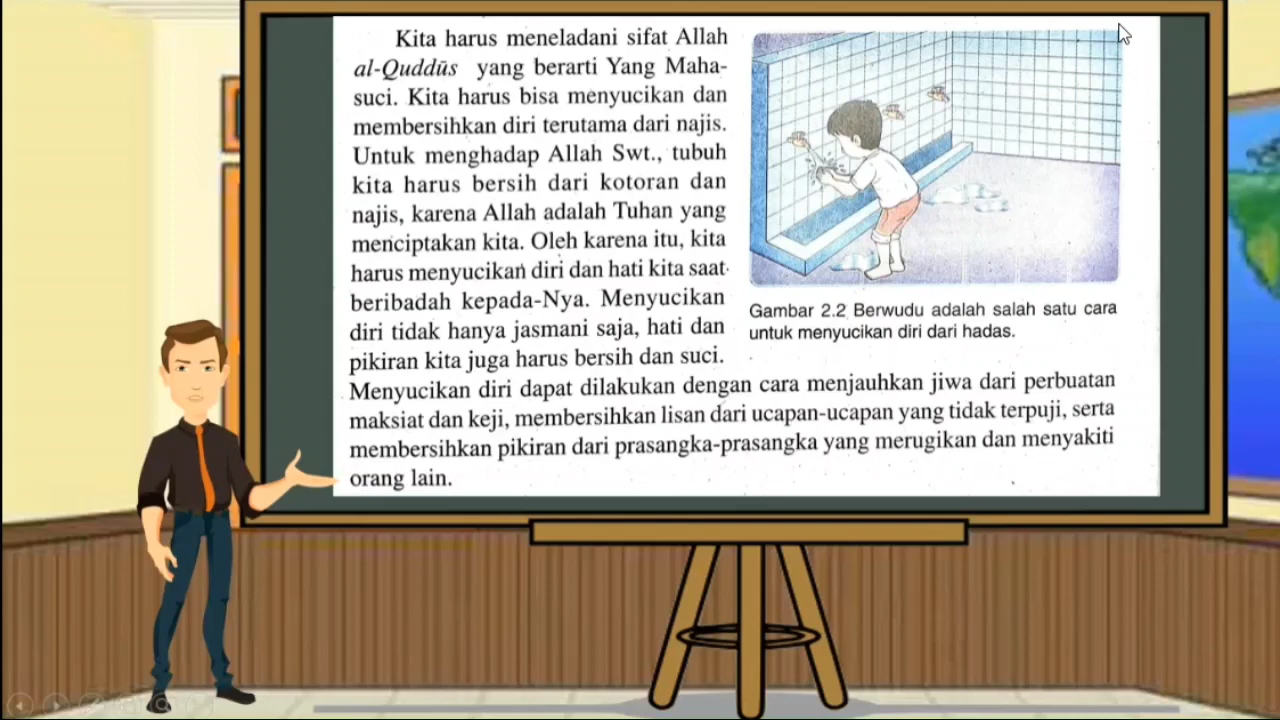 Kita harus meneladani sifat Allah
al-Quddūs yang berarti Yang Maha-
suci. Kita harus bisa menyucikan dan
membersihkan diri terutama dari najis.
Untuk menghadap Allah Swt., tubuh
kita harus bersih dari kotoran dan
najis, karena Allah adalah Tuhan yang
menciptakan kita. Oleh karena itu, kita
harus menyucikan diri dan hati kita saat
beribadah kepada-Nya. Menyucikan
diri tidak hanya jasmani saja, hati dan
pikiran kita juga harus bersih dan suci.
Menyucikan diri dapat dilakukan dengan cara menjauhkan jiwa dari perbuatan
maksiat dan keji, membersihkan lisan dari ucapan-ucapan yang tidak terpuji, serta
membersihkan pikiran dari prasangka-prasangka yang merugikan dan menyakiti
orang lain.
Gambar 2.2 Berwudu adalah salah satu cara
untuk menyucikan diri dari hadas.